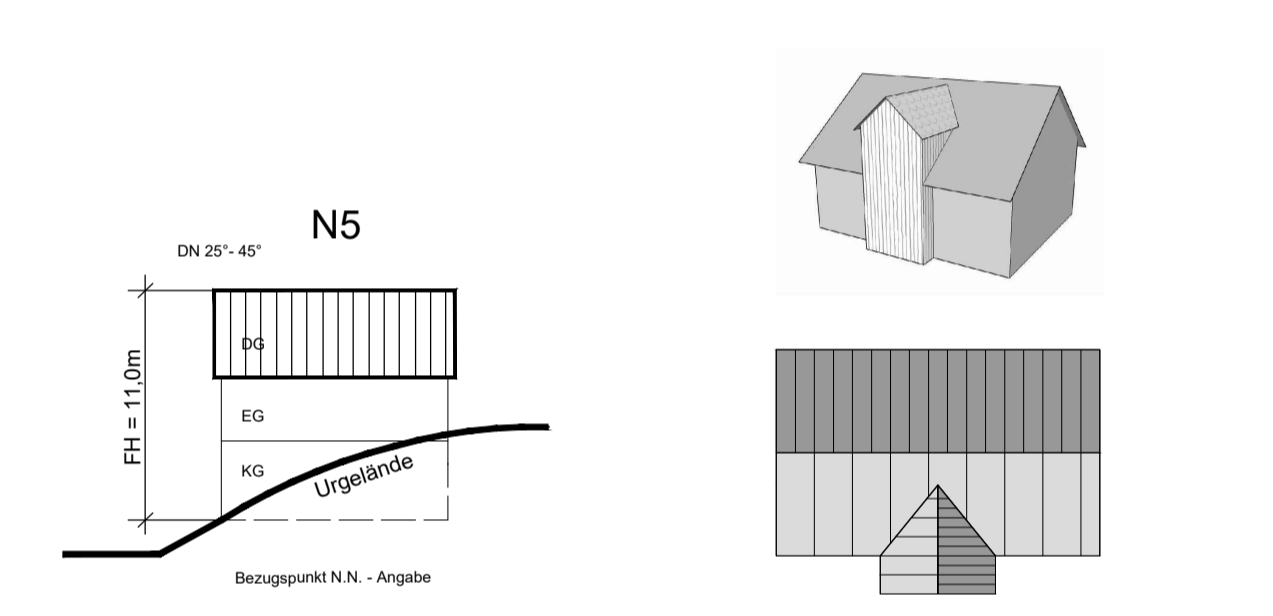 N5
DN 25°- 45°
DG
FH = 11,0m
EG
KG
Urgelände
Bezugspunkt N.N. - Angabe